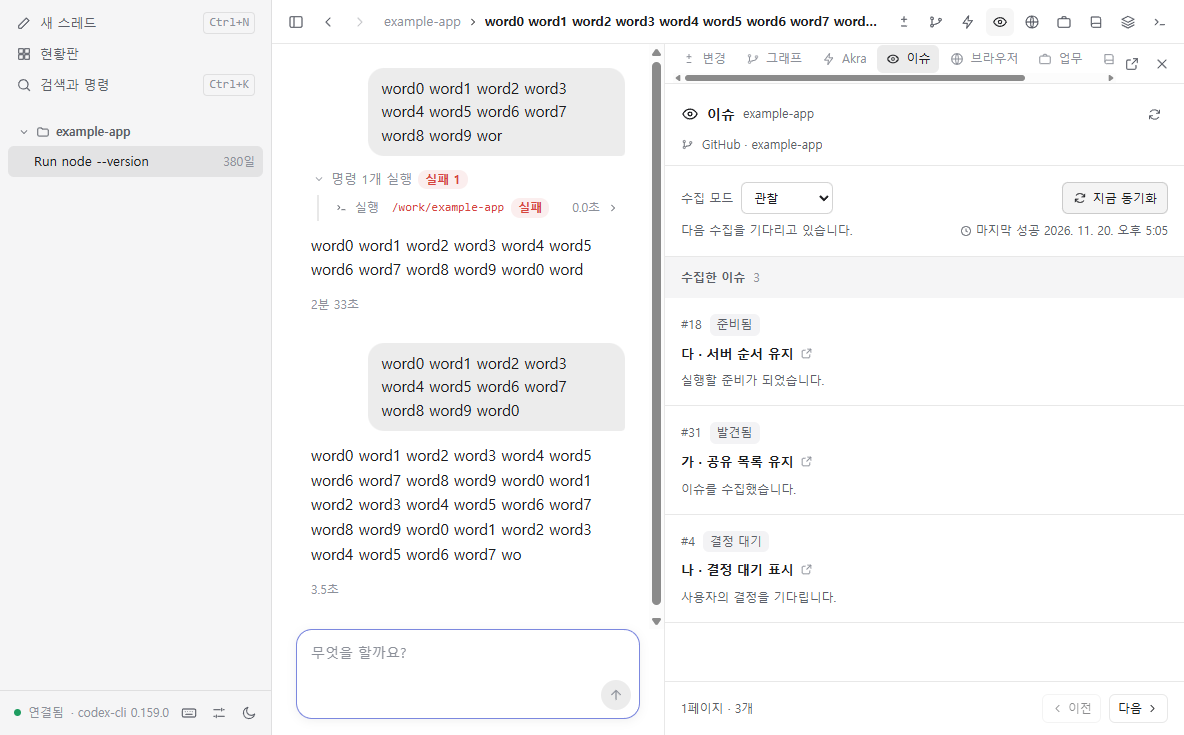 새 스레드 Ctrl+N
현황판
검색과 명령 Ctrl+K
example-app
Run node --version 380일
연결됨 · codex-cli 0.159.0
example-app > word0 word1 word2 word3 word4 word5 word6 word7 word...
word0 word1 word2 word3
word4 word5 word6 word7
word8 word9 wor
명령 1개 실행 실패 1
실행 /work/example-app 실패 0.0초
word0 word1 word2 word3 word4 word5
word6 word7 word8 word9 word0 word
2분 33초
word0 word1 word2 word3
word4 word5 word6 word7
word8 word9 word0
word0 word1 word2 word3 word4 word5
word6 word7 word8 word9 word0 word1
word2 word3 word4 word5 word6 word7
word8 word9 word0 word1 word2 word3
word4 word5 word6 word7 wo
3.5초
무엇을 할까요?
변경 그래프 Akra 이슈 브라우저 업무
이슈 example-app
GitHub · example-app
수집 모드 관찰 지금 동기화
다음 수집을 기다리고 있습니다. 마지막 성공 2026. 11. 20. 오후 5:05
수집한 이슈 3
#18 준비됨
다 · 서버 순서 유지
실행할 준비가 되었습니다.
#31 발견됨
가 · 공유 목록 유지
이슈를 수집했습니다.
#4 결정 대기
나 · 결정 대기 표시
사용자의 결정을 기다립니다.
1페이지 · 3개 이전 다음